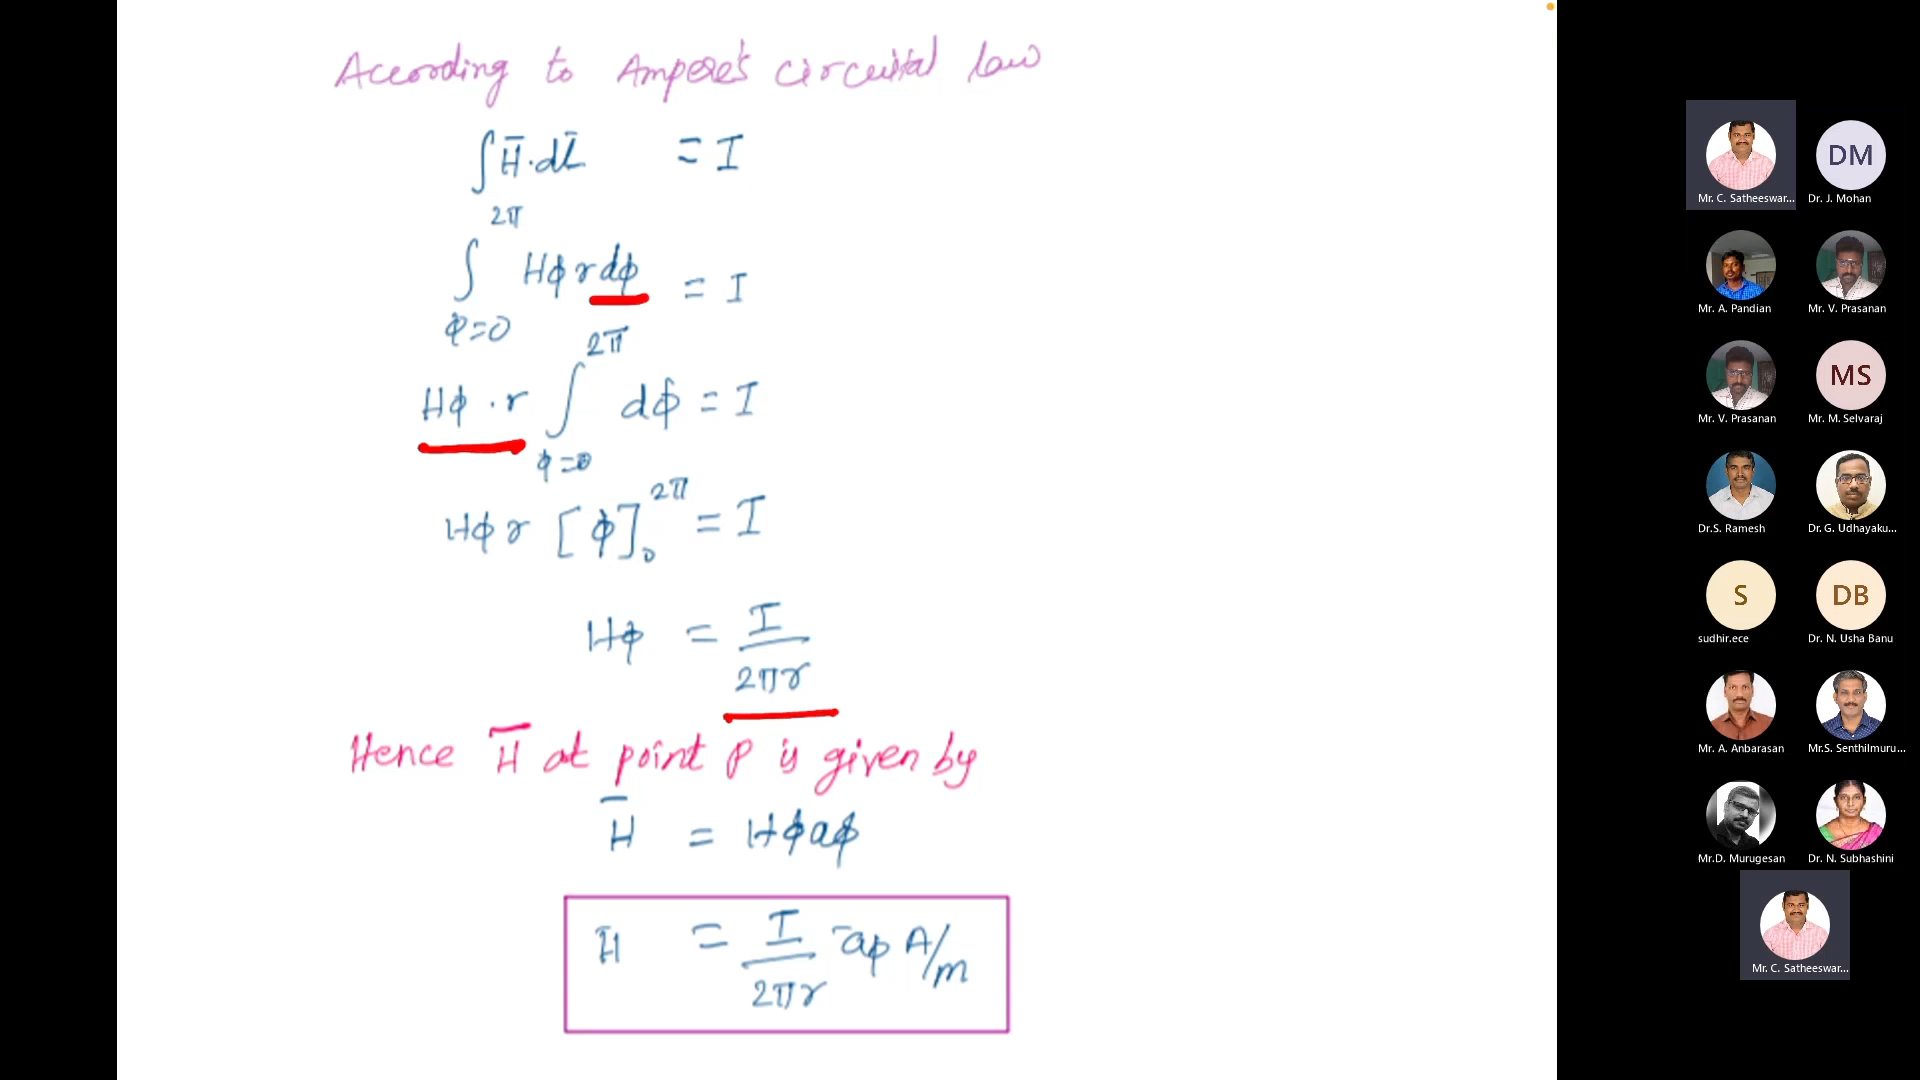 According to Ampere's circuital law
∫ H̄ · dL̄ = I
2π
∫ Hϕ r dϕ = I
ϕ=0
2π
Hϕ · r ∫ dϕ = I
ϕ=0
Hϕ r [ϕ]₀^2π = I
Hϕ = I / 2πr
Hence H̄ at point P is given by
H̄ = Hϕ aϕ
H̄ = I / 2πr āϕ A/m
Mr. C. Satheeswar...
Dr. J. Mohan
DM
Mr. A. Pandian
Mr. V. Prasanan
Mr. V. Prasanan
MS
Mr. M. Selvaraj
Dr.S. Ramesh
Dr. G. Udhayaku...
S
sudhir.ece
DB
Dr. N. Usha Banu
Mr. A. Anbarasan
Mr.S. Senthilmuru...
Mr.D. Murugesan
Dr. N. Subhashini
Mr. C. Satheeswar...